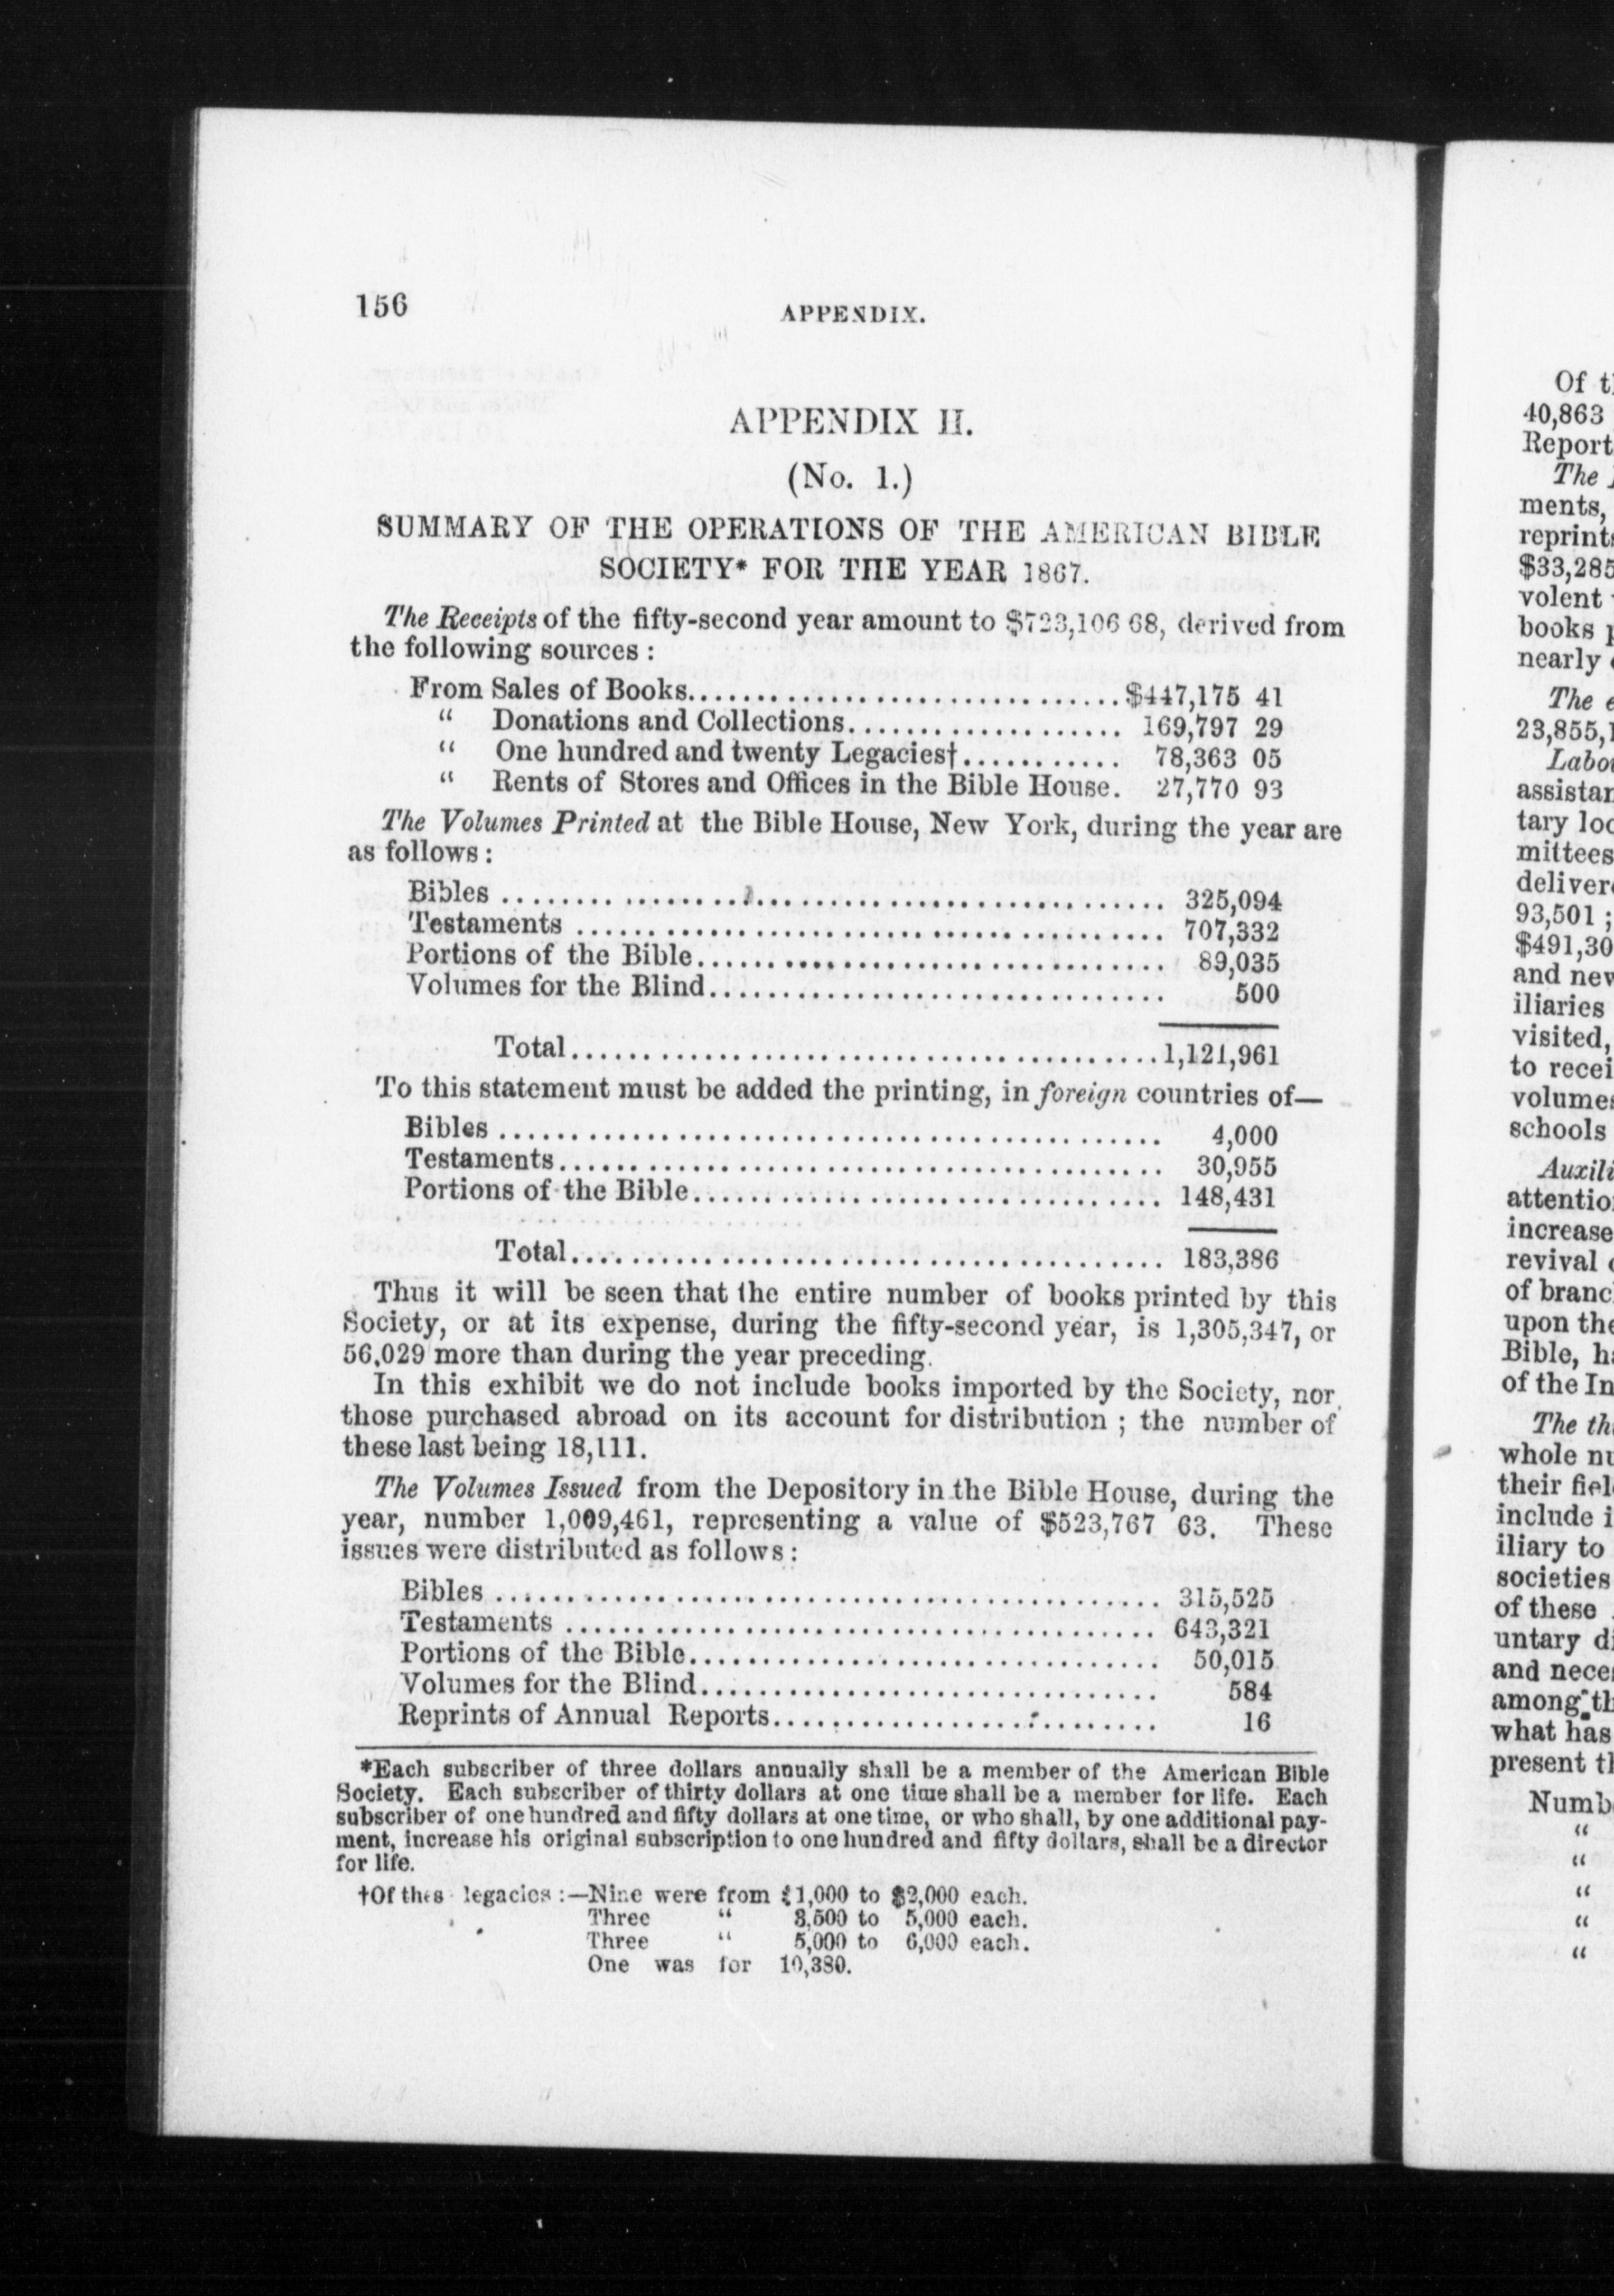 156
APPENDIX.
APPENDIX II.
(No. 1.)
SUMMARY OF THE OPERATIONS OF THE AMERICAN BIBLE
SOCIETY* FOR THE YEAR 1867.
The Receipts of the fifty-second year amount to $723,106 68, derived from
the following sources :
From Sales of Books..............................$447,175 41
“ Donations and Collections................... 169,797 29
“ One hundred and twenty Legacies†........... 78,363 05
“ Rents of Stores and Offices in the Bible House. 27,770 93
The Volumes Printed at the Bible House, New York, during the year are
as follows :
Bibles ............................................... 325,094
Testaments .......................................... 707,332
Portions of the Bible................................. 89,035
Volumes for the Blind................................ 500
Total.........................................1,121,961
To this statement must be added the printing, in foreign countries of—
Bibles ............................................... 4,000
Testaments........................................... 30,955
Portions of the Bible................................. 148,431
Total.......................................... 183,386
Thus it will be seen that the entire number of books printed by this
Society, or at its expense, during the fifty-second year, is 1,305,347, or
56,029 more than during the year preceding.
In this exhibit we do not include books imported by the Society, nor
those purchased abroad on its account for distribution ; the number of
these last being 18,111.
The Volumes Issued from the Depository in the Bible House, during the
year, number 1,009,461, representing a value of $523,767 63. These
issues were distributed as follows :
Bibles ............................................... 315,525
Testaments .......................................... 643,321
Portions of the Bible................................. 50,015
Volumes for the Blind................................ 584
Reprints of Annual Reports........................... 16
*Each subscriber of three dollars annually shall be a member of the American Bible
Society. Each subscriber of thirty dollars at one time shall be a member for life. Each
subscriber of one hundred and fifty dollars at one time, or who shall, by one additional pay-
ment, increase his original subscription to one hundred and fifty dollars, shall be a director
for life.
†Of thes legacies :—Nine were from $1,000 to $2,000 each.
Three “ 3,500 to 5,000 each.
Three “ 5,000 to 6,000 each.
One was for 10,380.
Of
40,863
Report
The
ments,
reprints
$33,285
volent
books
nearly
The
23,855,1
Labo
assistan
tary loc
mittees
deliver
93,501 ;
$491,30
and new
iliaries
visited,
to recei
volumes
schools
Auxili
attention
increase
revival
of branc
upon the
Bible, h
of the In
The th
whole nu
their fiel
include i
iliary to
societies
of these
untary di
and neces
among th
what has
present th
Numb
“
“
“
“
“